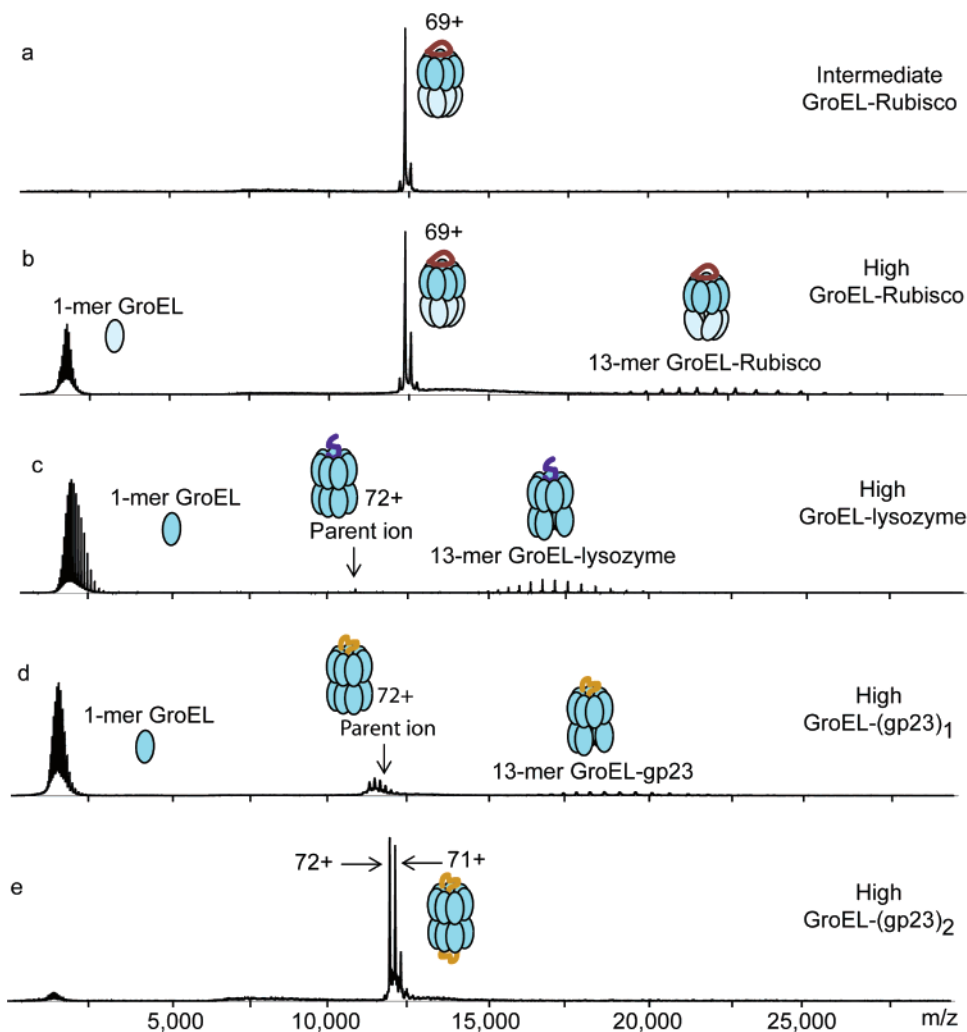 a
69+
Intermediate
GroEL-Rubisco
b
69+
High
GroEL-Rubisco
1-mer GroEL
13-mer GroEL-Rubisco
c
1-mer GroEL
72+
Parent ion
13-mer GroEL-lysozyme
High
GroEL-lysozyme
d
1-mer GroEL
72+
Parent ion
13-mer GroEL-gp23
High
GroEL-(gp23)1
e
72+
71+
High
GroEL-(gp23)2
5,000 10,000 15,000 20,000 25,000 m/z